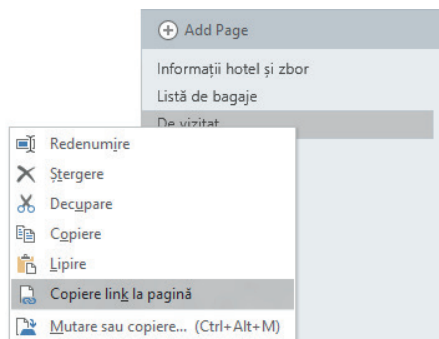 Add Page
Informații hotel și zbor
Listă de bagaje
De vizitat
Redenumire
Ștergere
Decupare
Copiere
Lipire
Copiere link la pagină
Mutare sau copiere... (Ctrl+Alt+M)